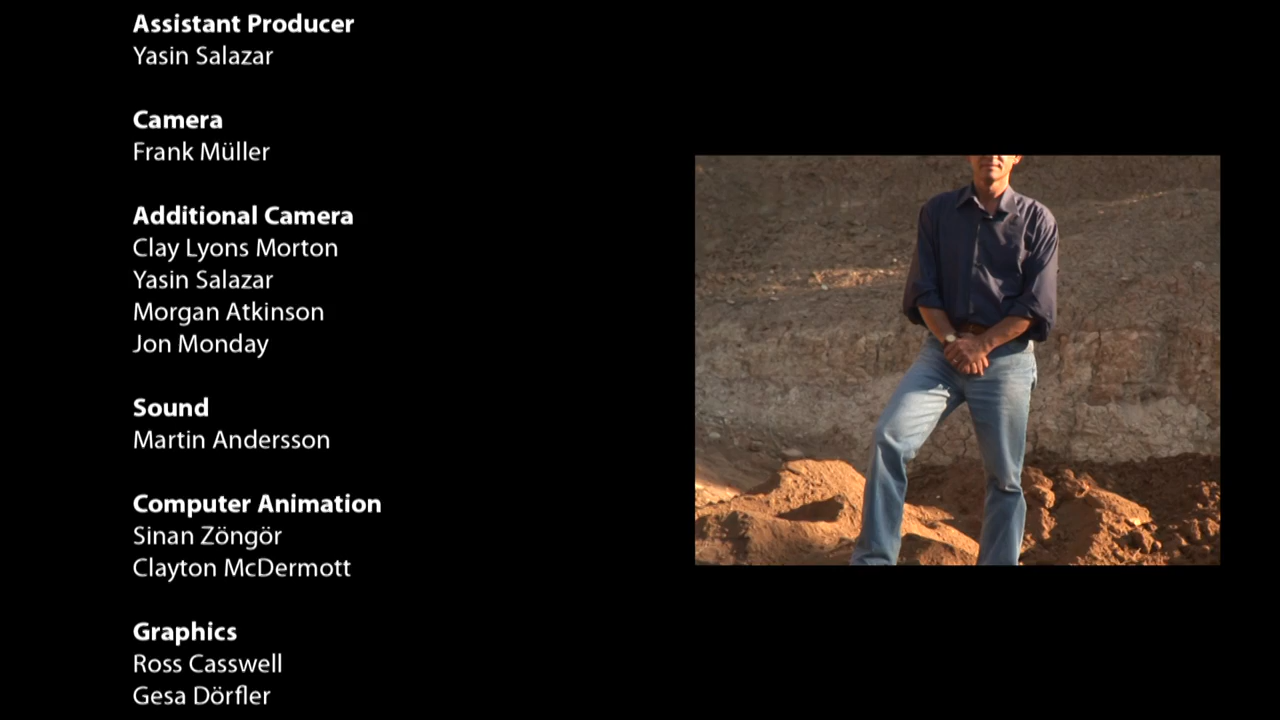 Assistant Producer
Yasin Salazar
Camera
Frank Müller
Additional Camera
Clay Lyons Morton
Yasin Salazar
Morgan Atkinson
Jon Monday
Sound
Martin Andersson
Computer Animation
Sinan Zöngör
Clayton McDermott
Graphics
Ross Casswell
Gesa Dörfler